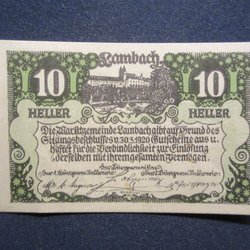 Lambach
10 10
HELLER HELLER
Die Marktgemeinde Lambach gibt auf Grund des
Sitzungsbeschlusses v. 30.3.1920 Gutscheine aus u.
haftet für die Verbindlichkeit zur Einlösung
derselben mit ihrem gesamten Vermögen.